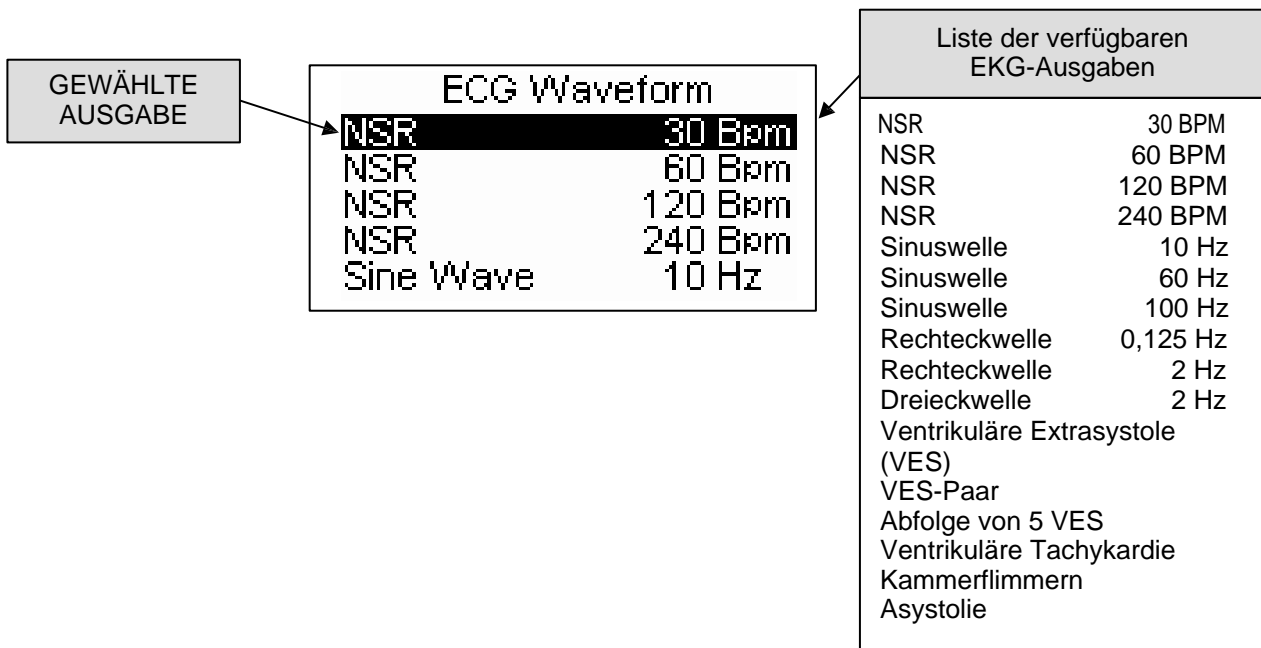 GEWÄHLTE
AUSGABE
ECG Waveform
NSR 30 Bpm
NSR 60 Bpm
NSR 120 Bpm
NSR 240 Bpm
Sine Wave 10 Hz
Liste der verfügbaren
EKG-Ausgaben
NSR 30 BPM
NSR 60 BPM
NSR 120 BPM
NSR 240 BPM
Sinuswelle 10 Hz
Sinuswelle 60 Hz
Sinuswelle 100 Hz
Rechteckwelle 0,125 Hz
Rechteckwelle 2 Hz
Dreieckwelle 2 Hz
Ventrikuläre Extrasystole
(VES)
VES-Paar
Abfolge von 5 VES
Ventrikuläre Tachykardie
Kammerflimmern
Asystolie